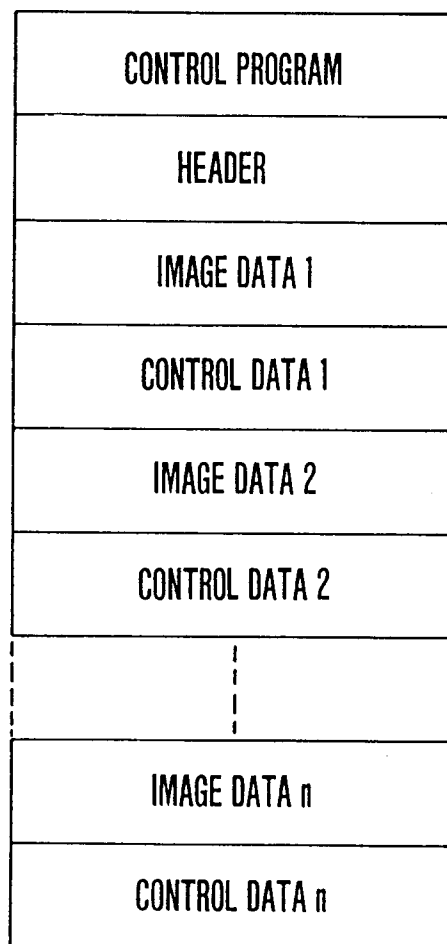 CONTROL PROGRAM
HEADER
IMAGE DATA 1
CONTROL DATA 1
IMAGE DATA 2
CONTROL DATA 2
IMAGE DATA n
CONTROL DATA n